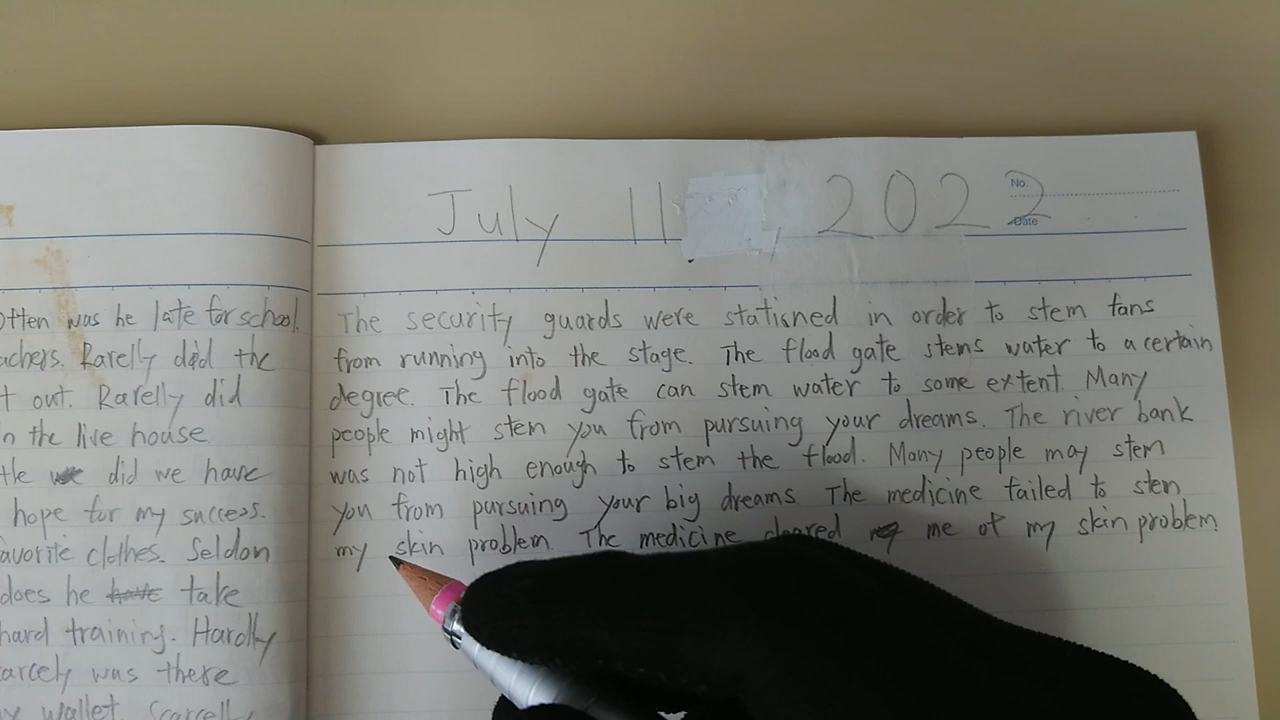 otten was he late for school.
achers. Rarelly did the
t out. Rarelly did
n the live house
tle did we have
hope for my success.
avorite clothes. Seldon
does he have take
hard training. Hardly
arcely was there
wallet. Scarcelly
July 11, 2022
No.
Date
The security guards were stationed in order to stem fans
from running into the stage. The flood gate stems water to a certain
degree. The flood gate can stem water to some extent. Many
people might stem you from pursuing your dreams. The river bank
was not high enough to stem the flood. Many people may stem
you from pursuing your big dreams. The medicine failed to stem
my skin problem. The medicine cleared me of my skin problem.